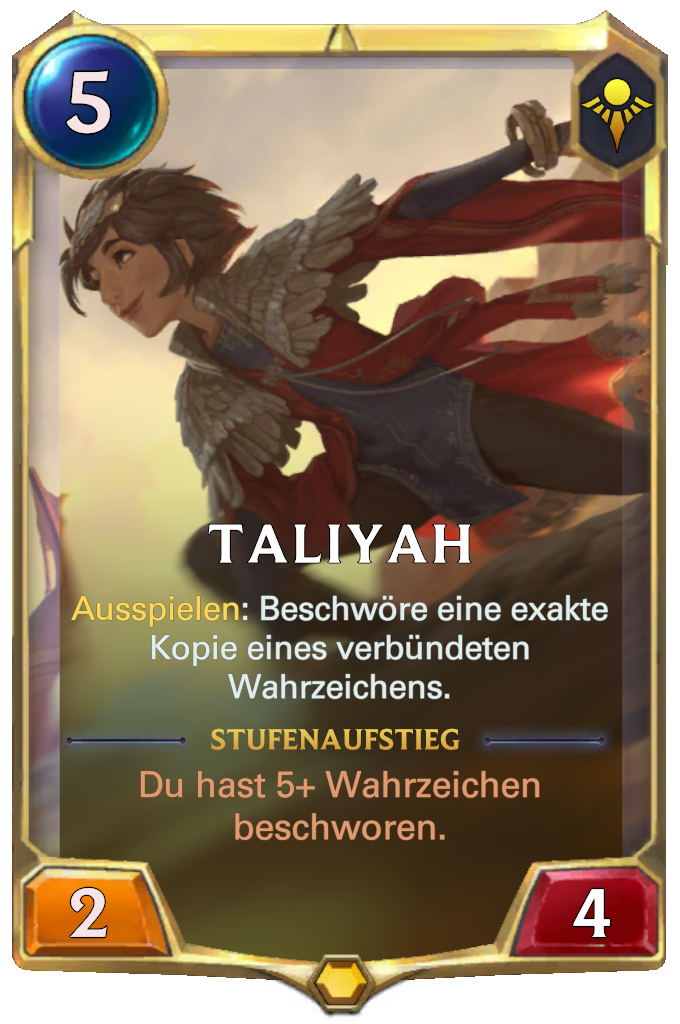 5
TALIYAH
Ausspielen: Beschwöre eine exakte
Kopie eines verbündeten
Wahrzeichens.
STUFENAUFSTIEG
Du hast 5+ Wahrzeichen
beschworen.
2
4